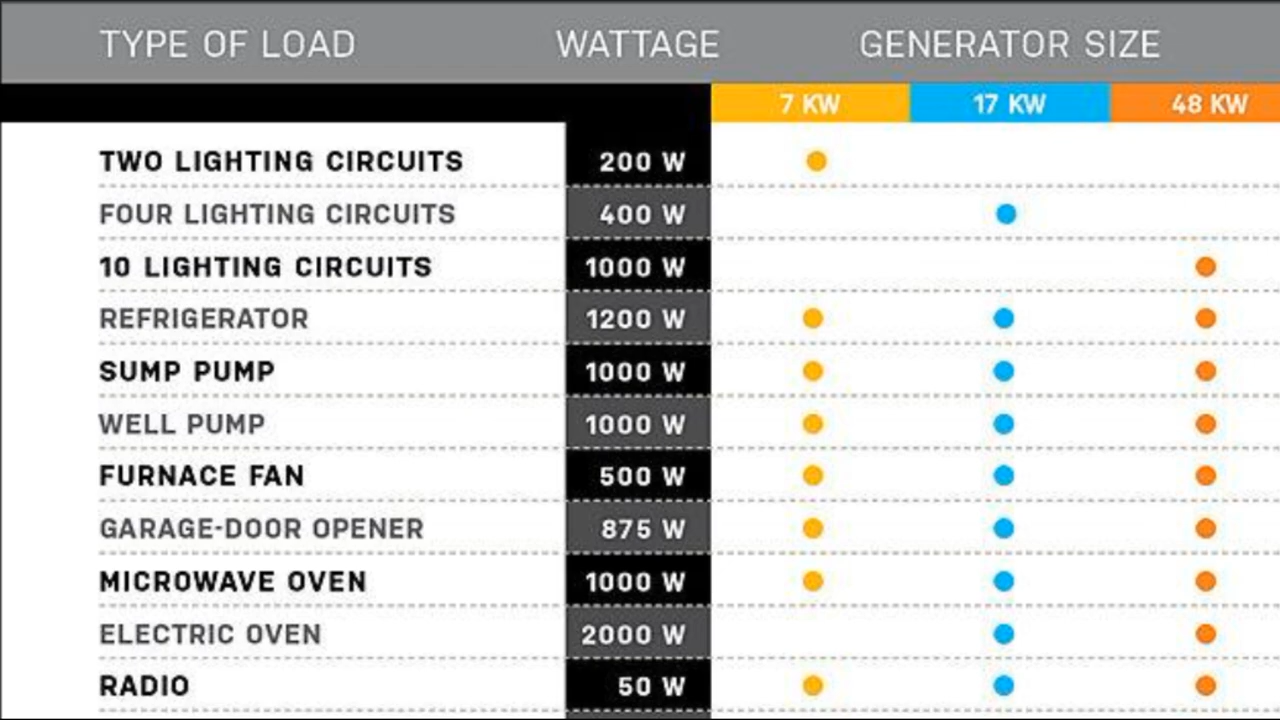 TYPE OF LOAD WATTAGE GENERATOR SIZE
7 KW 17 KW 48 KW
TWO LIGHTING CIRCUITS 200 W
FOUR LIGHTING CIRCUITS 400 W
10 LIGHTING CIRCUITS 1000 W
REFRIGERATOR 1200 W
SUMP PUMP 1000 W
WELL PUMP 1000 W
FURNACE FAN 500 W
GARAGE-DOOR OPENER 875 W
MICROWAVE OVEN 1000 W
ELECTRIC OVEN 2000 W
RADIO 50 W